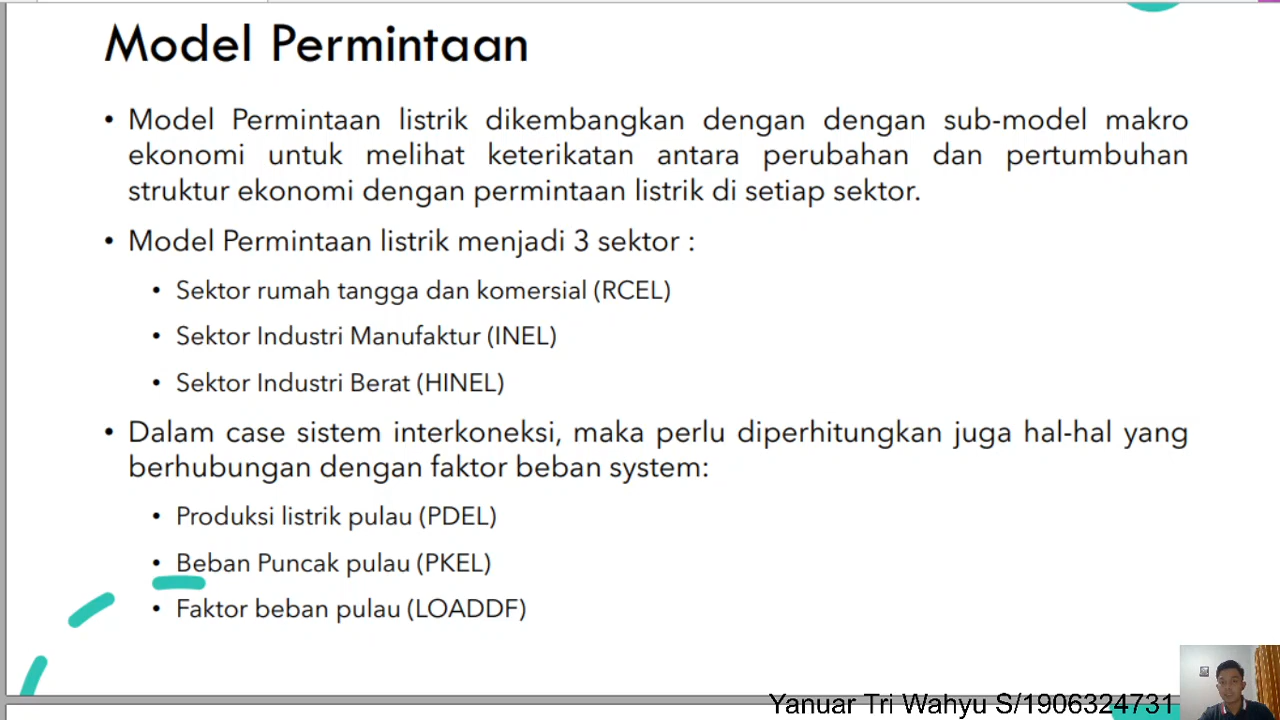 Model Permintaan
• Model Permintaan listrik dikembangkan dengan dengan sub-model makro
ekonomi untuk melihat keterikatan antara perubahan dan pertumbuhan
struktur ekonomi dengan permintaan listrik di setiap sektor.
• Model Permintaan listrik menjadi 3 sektor :
• Sektor rumah tangga dan komersial (RCEL)
• Sektor Industri Manufaktur (INEL)
• Sektor Industri Berat (HINEL)
• Dalam case sistem interkoneksi, maka perlu diperhitungkan juga hal-hal yang
berhubungan dengan faktor beban system:
• Produksi listrik pulau (PDEL)
• Beban Puncak pulau (PKEL)
• Faktor beban pulau (LOADDF)
Yanuar Tri Wahyu S/1906324731